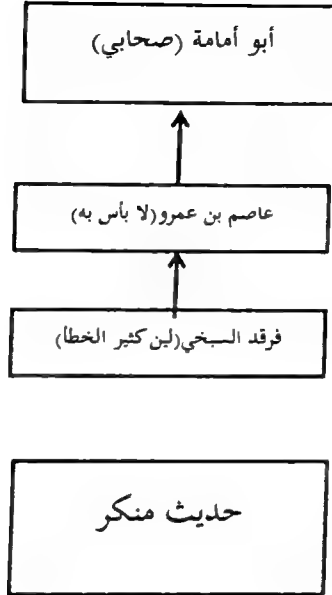 أبو أمامة (صحابي)
عاصم بن عمرو(لا بأس به)
فرقد السبخي(لين كثير الخطأ)
حديث منكر